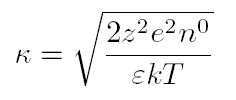 κ = √(2z²e²n⁰ / εkT)